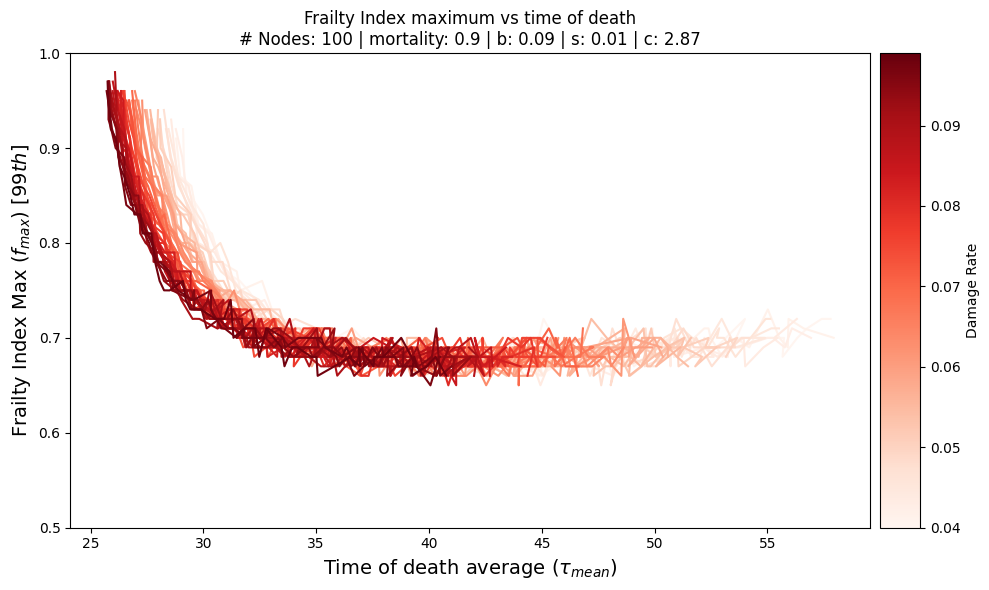 Frailty Index maximum vs time of death
# Nodes: 100 | mortality: 0.9 | b: 0.09 | s: 0.01 | c: 2.87
Frailty Index Max (f_{max}) [99th]
1.0
0.9
0.8
0.7
0.6
0.5
25 30 35 40 45 50 55
Time of death average (τ_{mean})
0.09
0.08
0.07
0.06
0.05
0.04
Damage Rate